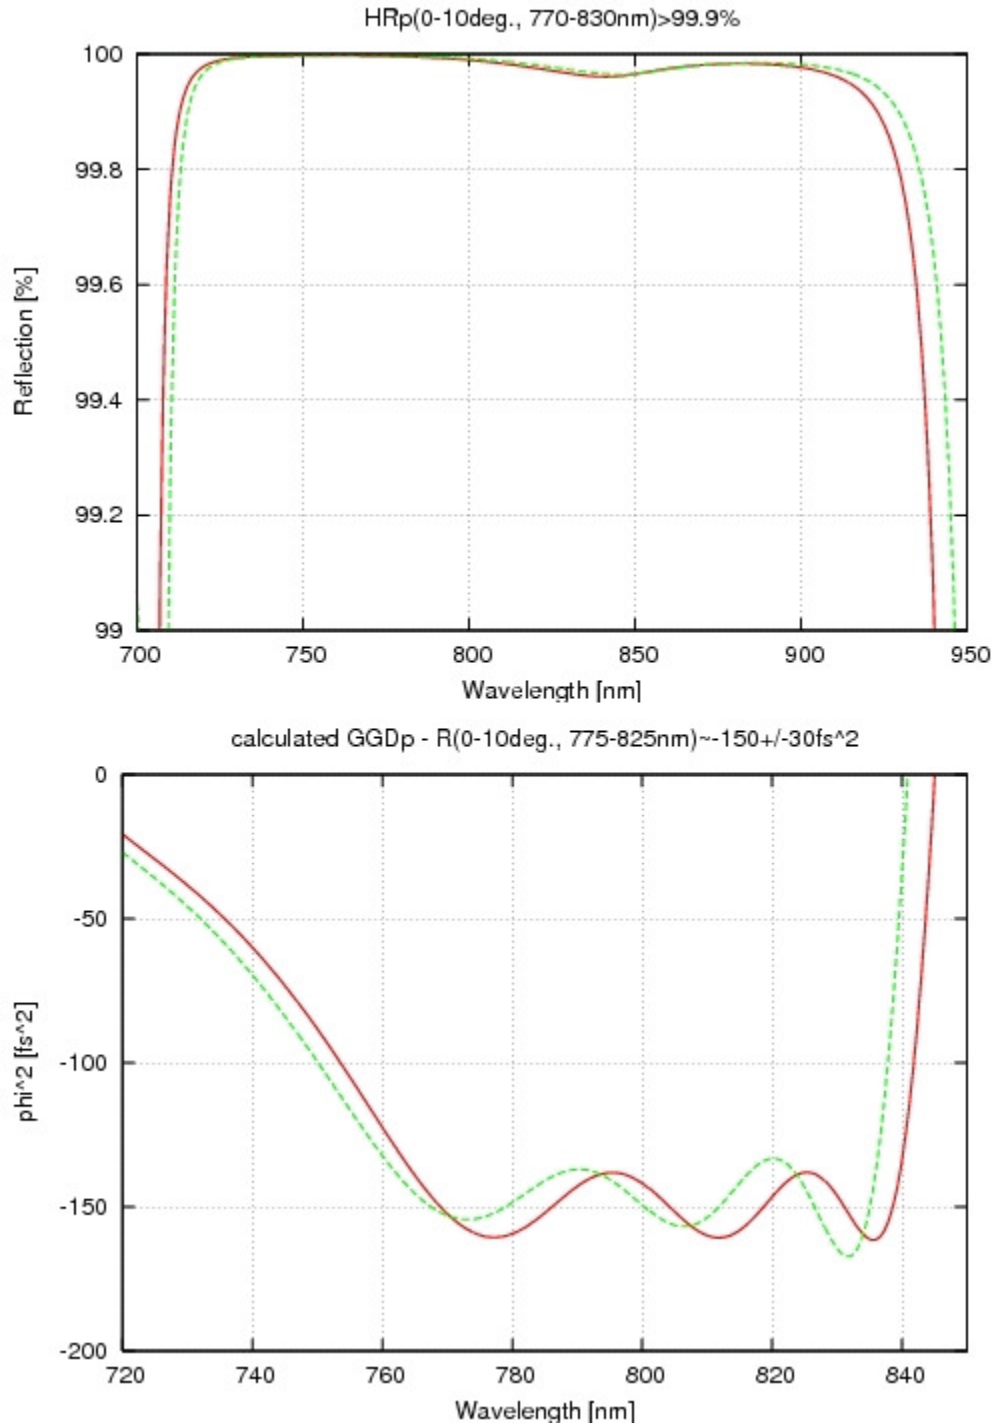 HRp(0-10deg., 770-830nm)>99.9%
100
99.8
99.6
99.4
99.2
99
Reflection [%]
700 750 800 850 900 950
Wavelength [nm]
calculated GGDp - R(0-10deg., 775-825nm)~-150+/-30fs^2
0
-50
-100
-150
-200
phi^2 [fs^2]
720 740 760 780 800 820 840
Wavelength [nm]